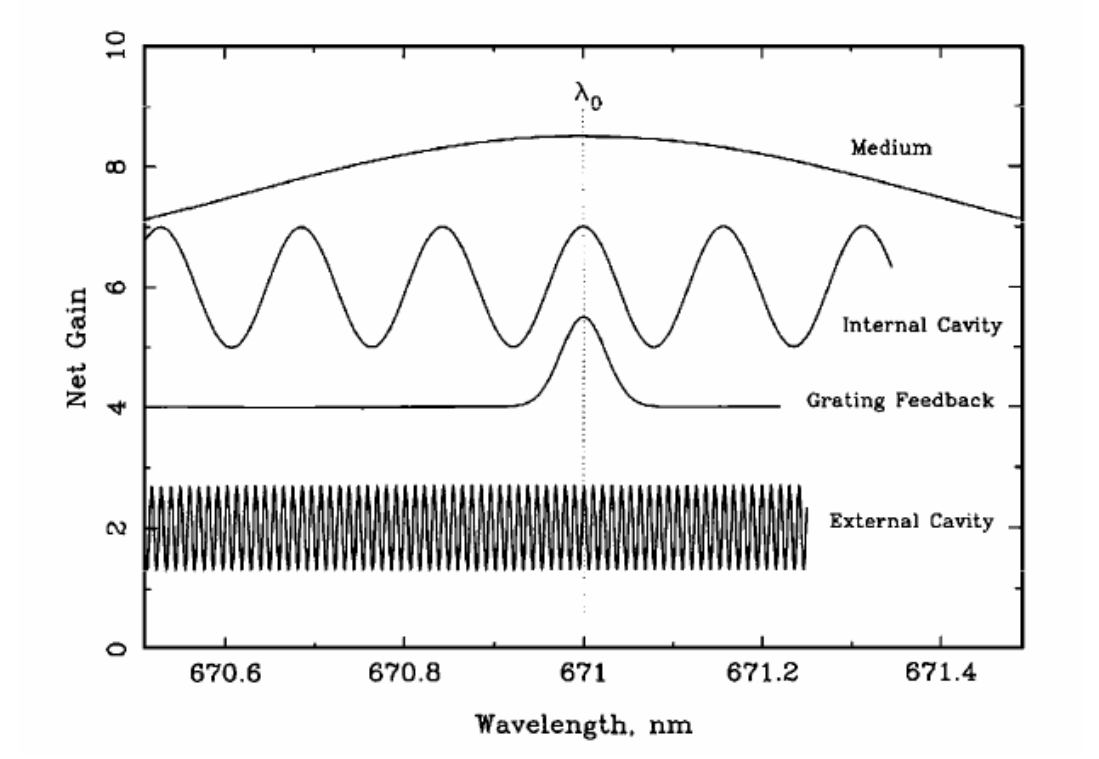 10
λ0
Medium
8
6
Internal Cavity
Net Gain
4
Grating Feedback
External Cavity
2
0
670.6 670.8 671 671.2 671.4
Wavelength, nm